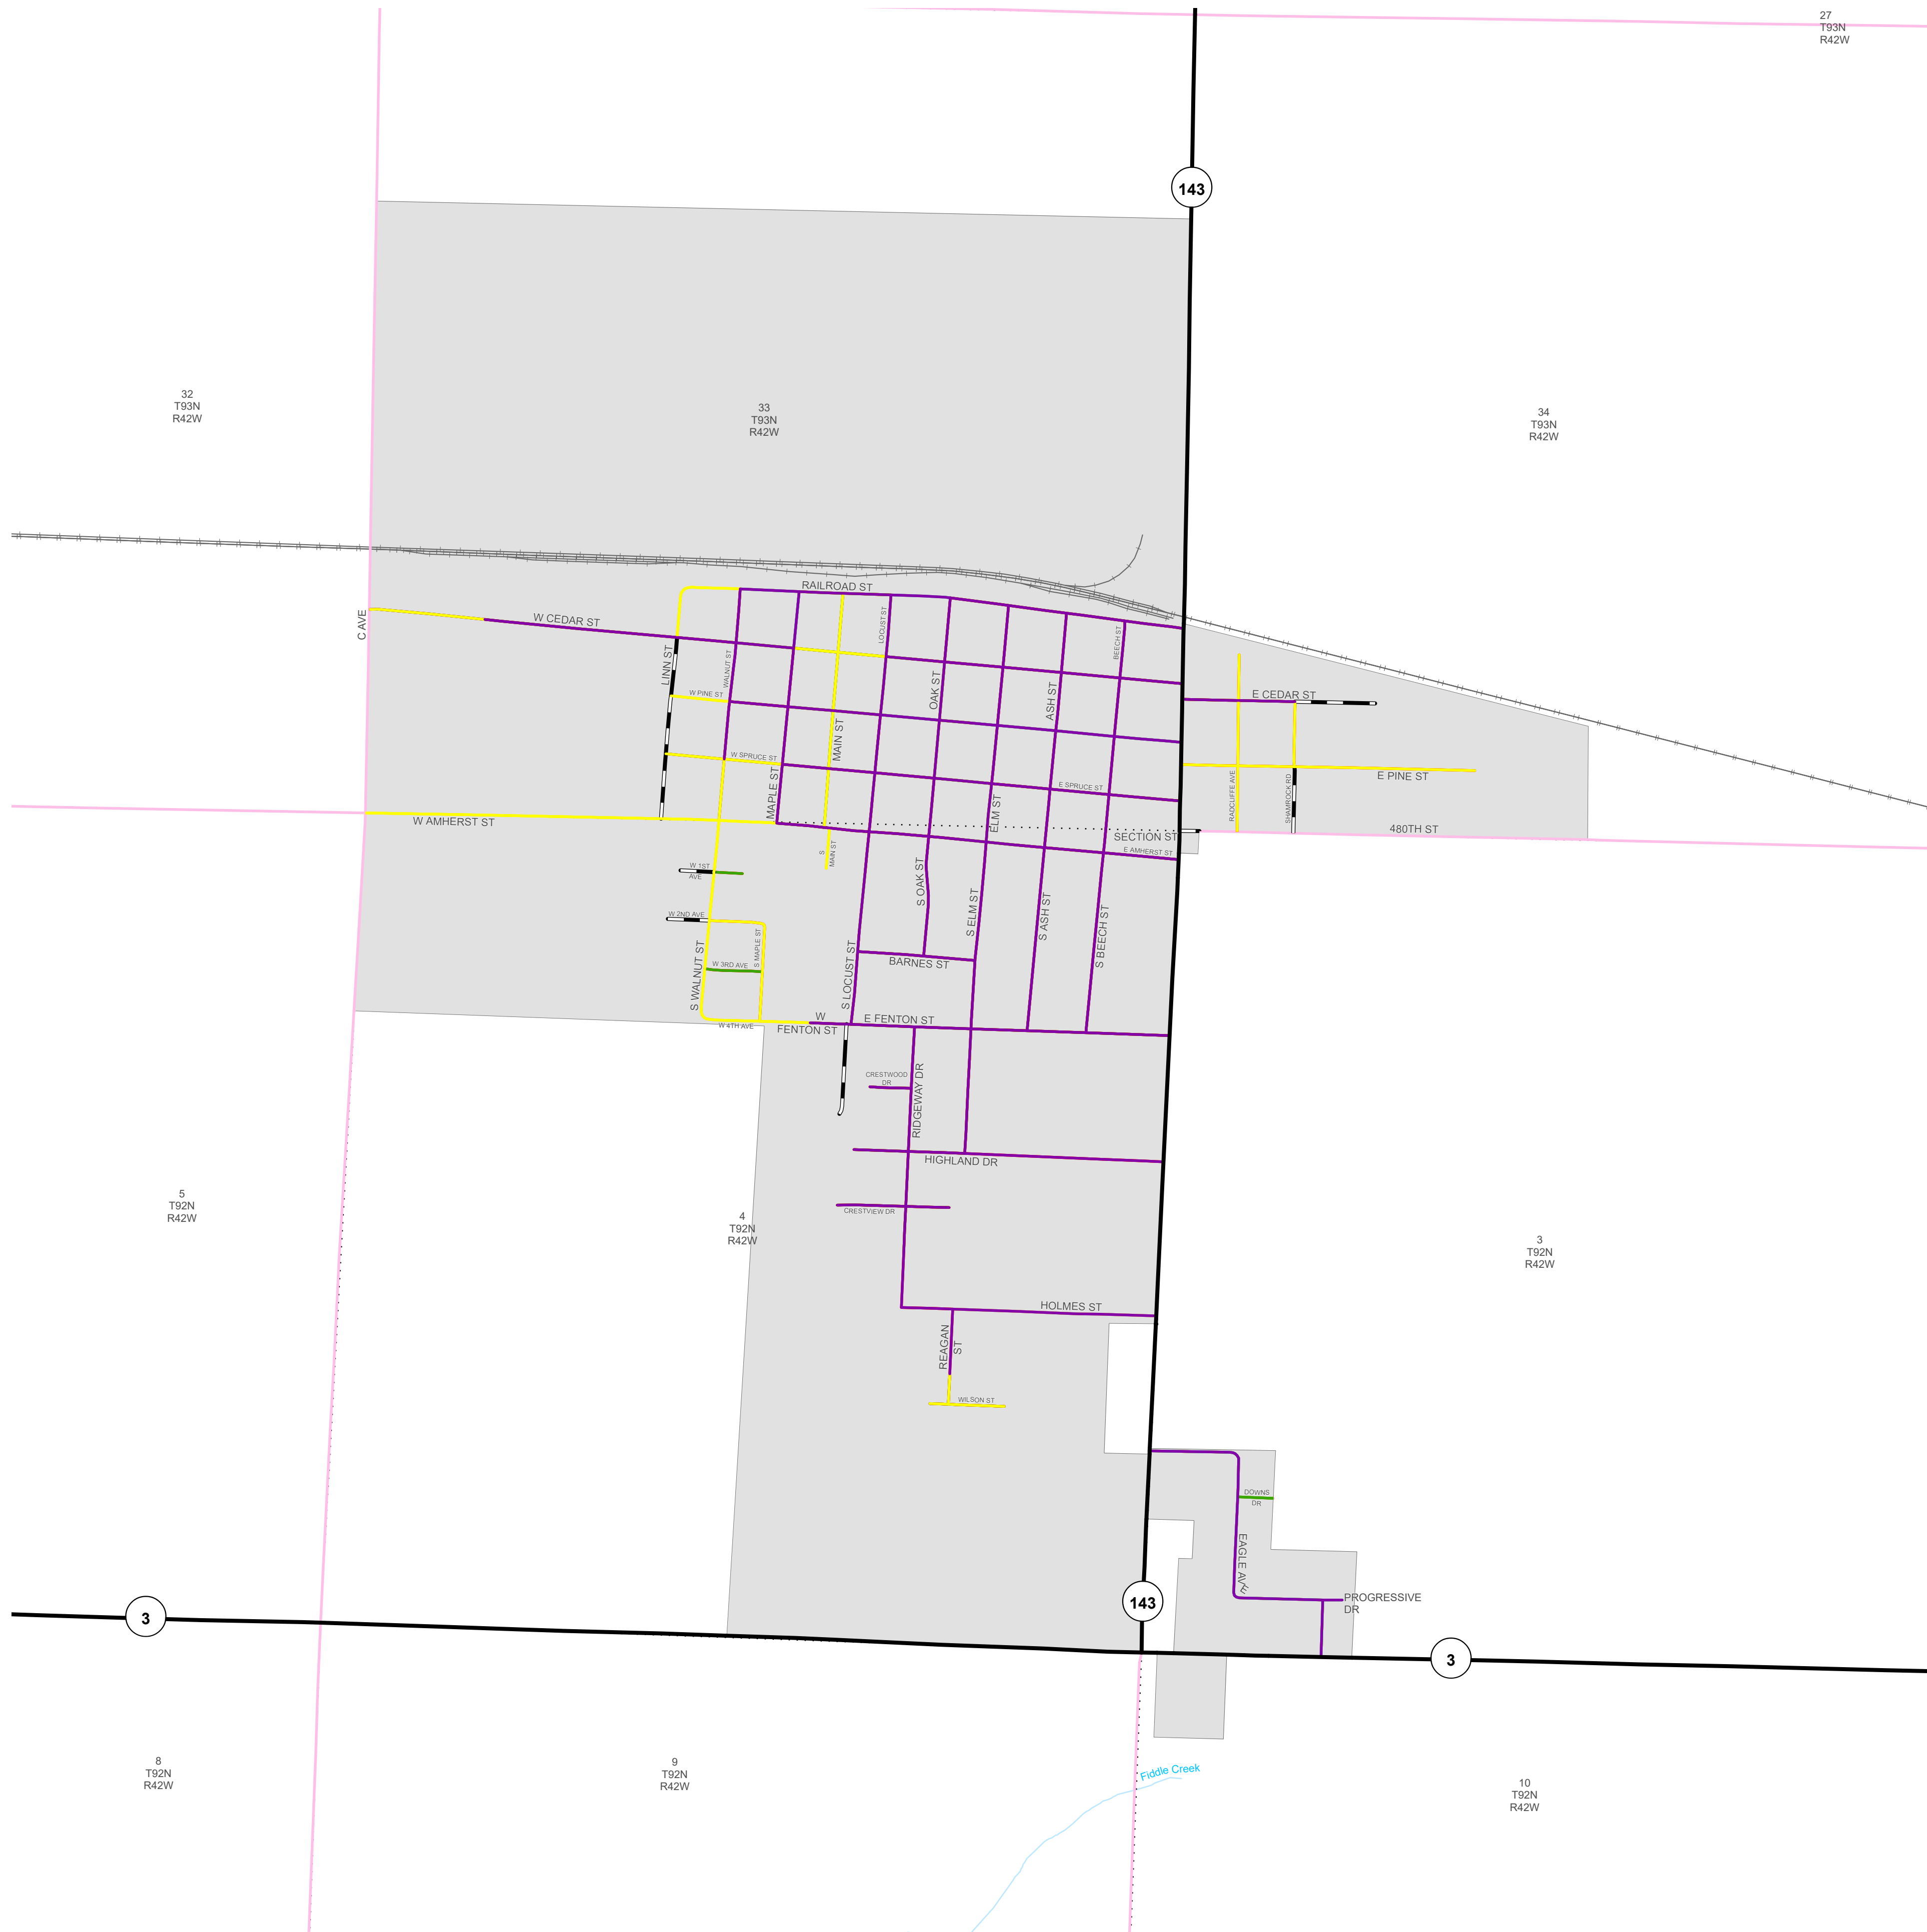 27
T93N
R42W
143
32
T93N
R42W
33
T93N
R42W
34
T93N
R42W
RAILROAD ST
LOCUST ST
W CEDAR ST
C AVE
BEECH ST
LINN ST
WALNUT ST
W PINE ST
OAK ST
ASH ST
E CEDAR ST
MAIN ST
W SPRUCE ST
MAPLE ST
E SPRUCE ST
E PINE ST
RADCLIFFE AVE
SHAMROCK RD
ELM ST
W AMHERST ST
480TH ST
SECTION ST
E AMHERST ST
S
MAIN ST
W 1ST
AVE
S OAK ST
W 2ND AVE
S ELM ST
S ASH ST
S BEECH ST
S MAPLE ST
W 3RD AVE
S WALNUT ST
S LOCUST ST
BARNES ST
W 4TH AVE
W
FENTON ST
E FENTON ST
CRESTWOOD
DR
RIDGEWAY DR
HIGHLAND DR
5
T92N
R42W
CRESTVIEW DR
4
T92N
R42W
3
T92N
R42W
HOLMES ST
REAGAN
ST
WILSON ST
DOWNS
DR
EAGLE AVE
PROGRESSIVE
DR
143
3
3
8
T92N
R42W
9
T92N
R42W
Fiddle Creek
10
T92N
R42W